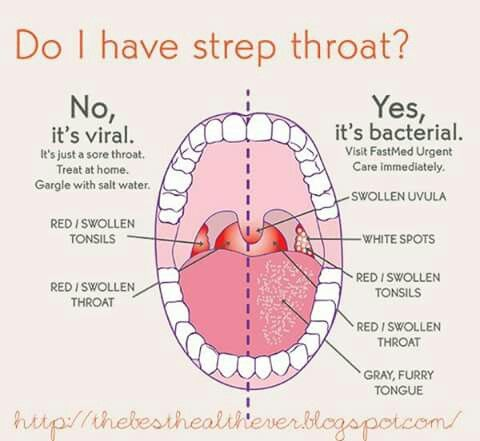 Do I have strep throat?
No,
it's viral.
It's just a sore throat.
Treat at home.
Gargle with salt water.
RED / SWOLLEN
TONSILS
RED / SWOLLEN
THROAT
Yes,
it's bacterial.
Visit FastMed Urgent
Care immediately.
SWOLLEN UVULA
WHITE SPOTS
RED / SWOLLEN
TONSILS
RED / SWOLLEN
THROAT
GRAY, FURRY
TONGUE
http://thebesthealthever.blogspot.com/